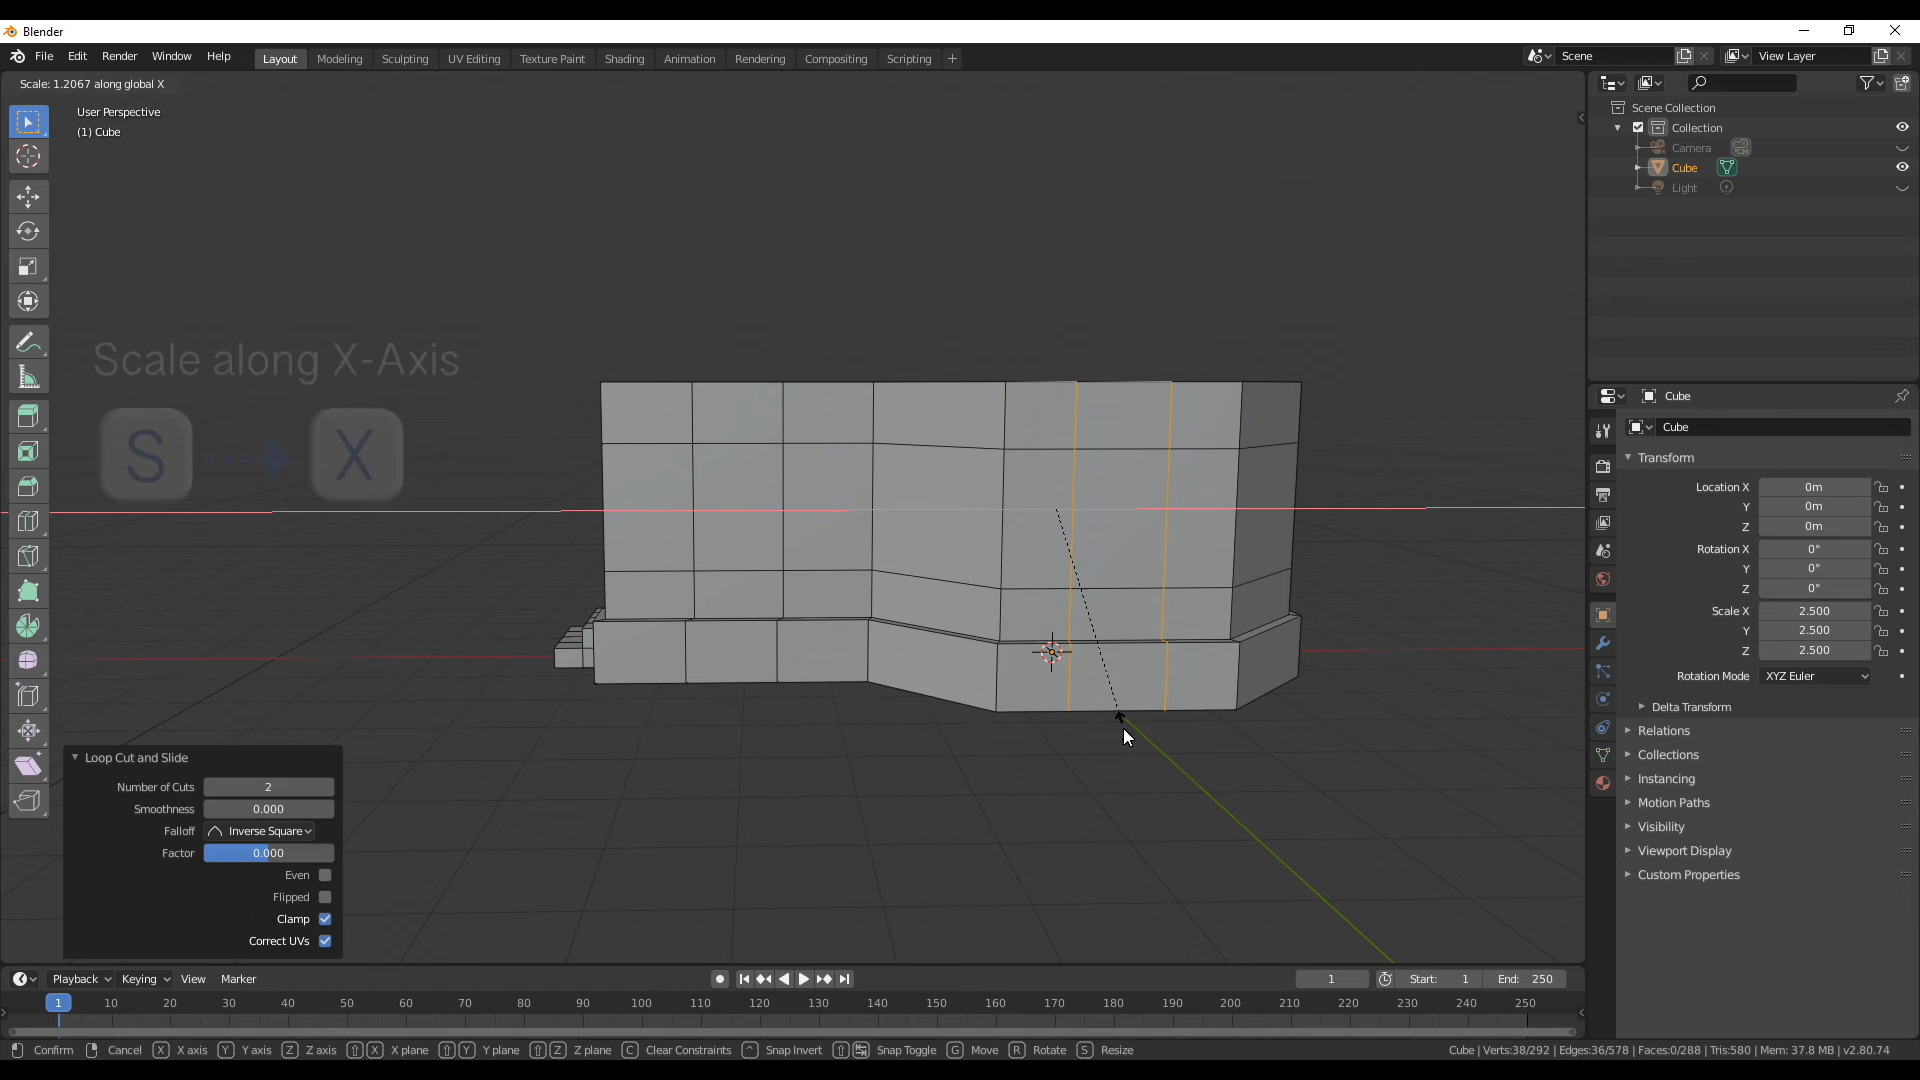 Blender
File Edit Render Window Help
Layout Modeling Sculpting UV Editing Texture Paint Shading Animation Rendering Compositing Scripting +
Scene
View Layer
Scale: 1.2067 along global X
User Perspective
(1) Cube
Scene Collection
Collection
Camera
Cube
Light
Scale along X-Axis
S X
Cube
Cube
Transform
Location X 0m
Y 0m
Z 0m
Rotation X 0°
Y 0°
Z 0°
Scale X 2.500
Y 2.500
Z 2.500
Rotation Mode XYZ Euler
Delta Transform
Relations
Collections
Instancing
Motion Paths
Visibility
Viewport Display
Custom Properties
Loop Cut and Slide
Number of Cuts 2
Smoothness 0.000
Falloff Inverse Square
Factor 0.000
Even
Flipped
Clamp
Correct UVs
Playback Keying View Marker
1 Start: 1 End: 250
1 10 20 30 40 50 60 70 80 90 100 110 120 130 140 150 160 170 180 190 200 210 220 230 240 250
Confirm Cancel X X axis Y Y axis Z Z axis X X plane Y Y plane Z Z plane C Clear Constraints ^ Snap Invert Snap Toggle G Move R Rotate S Resize
Cube | Verts:38/292 | Edges:36/578 | Faces:0/288 | Tris:580 | Mem: 37.8 MB | v2.80.74